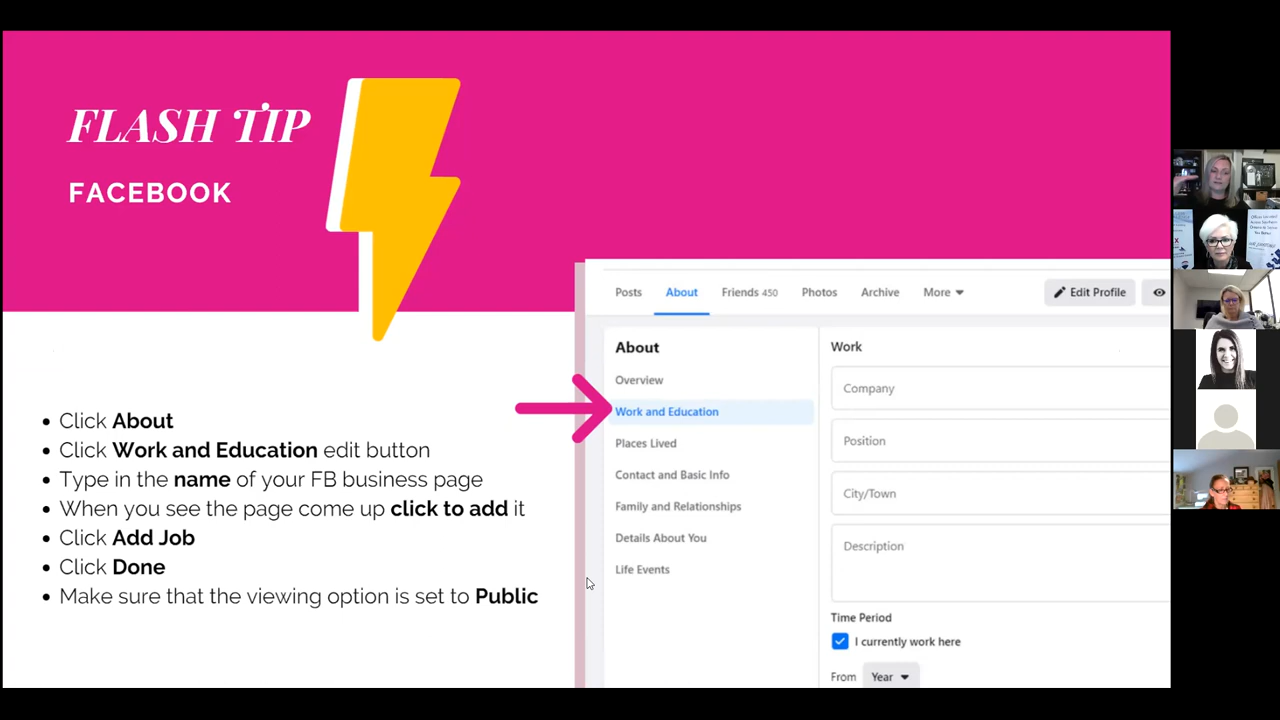 FLASH TIP
FACEBOOK
Click About
Click Work and Education edit button
Type in the name of your FB business page
When you see the page come up click to add it
Click Add Job
Click Done
Make sure that the viewing option is set to Public
Posts About Friends 450 Photos Archive More Edit Profile
About
Overview
Work and Education
Places Lived
Contact and Basic Info
Family and Relationships
Details About You
Life Events
Work
Company
Position
City/Town
Description
Time Period
I currently work here
From Year